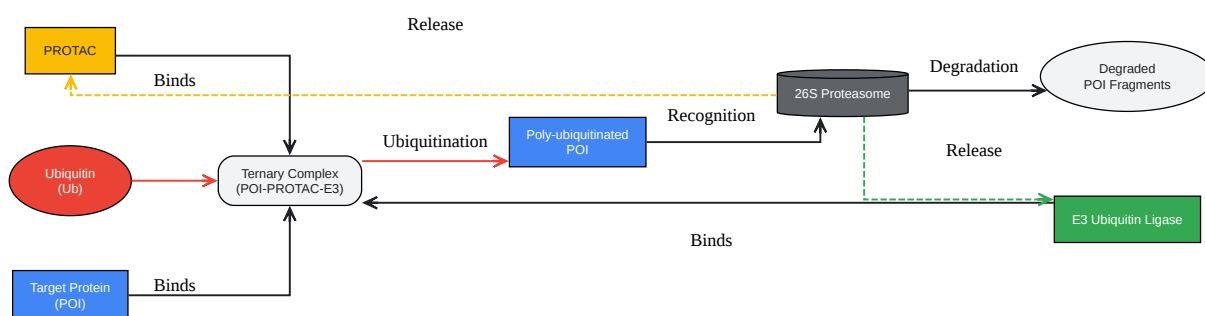 Release
PROTAC
Binds
26S Proteasome
Degradation
Degraded
POI Fragments
Recognition
Ubiquitination
Poly-ubiquitinated
POI
Release
Ubiquitin
(Ub)
Ternary Complex
(POI-PROTAC-E3)
E3 Ubiquitin Ligase
Binds
Target Protein
(POI)
Binds